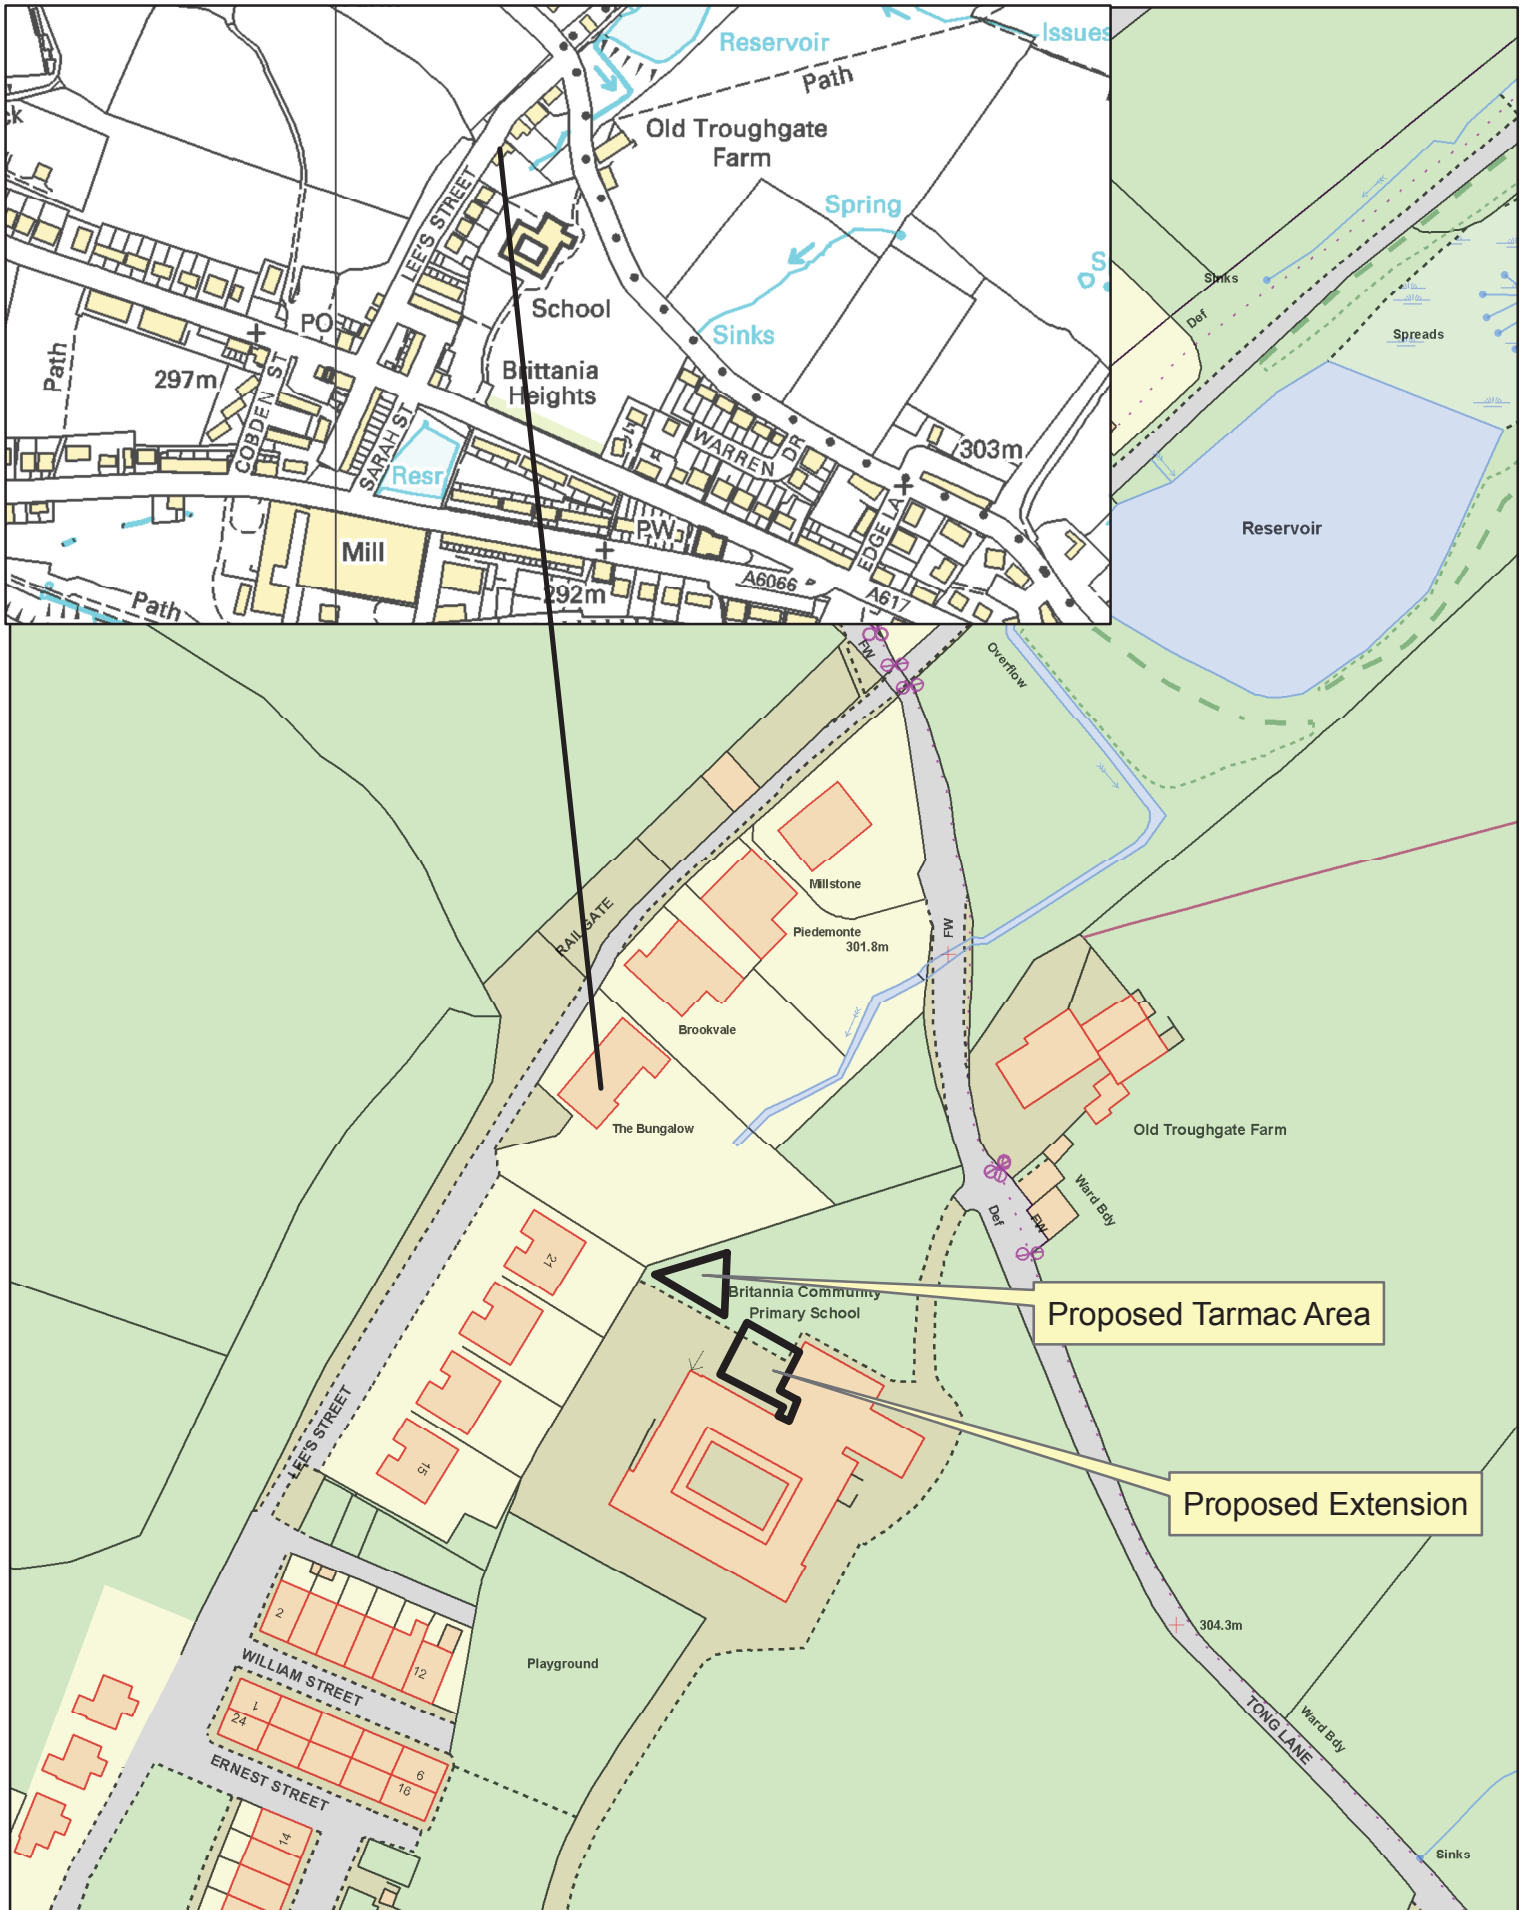 Reservoir
Issues
Path
Old Troughgate
Farm
ck
Spring
LEE'S STREET
S
School
Sinks
PO
Path
297m
Brittania
Heights
COBDEN ST
SARAH ST
Resr
WARREN DR
303m
EDGE LA
PW
Mill
A6066
292m
A617
Path
Sinks
Def
Spreads
Reservoir
FW
Overflow
Millstone
RAIL GATE
Piedemonte
301.8m
FW
Brookvale
The Bungalow
Old Troughgate Farm
Ward Bdy
Def
FW
21
Britannia Community
Primary School
Proposed Tarmac Area
LEE'S STREET
15
Proposed Extension
2
12
304.3m
WILLIAM STREET
Playground
1
24
6
16
ERNEST STREET
TONG LANE
Ward Bdy
14
Sinks